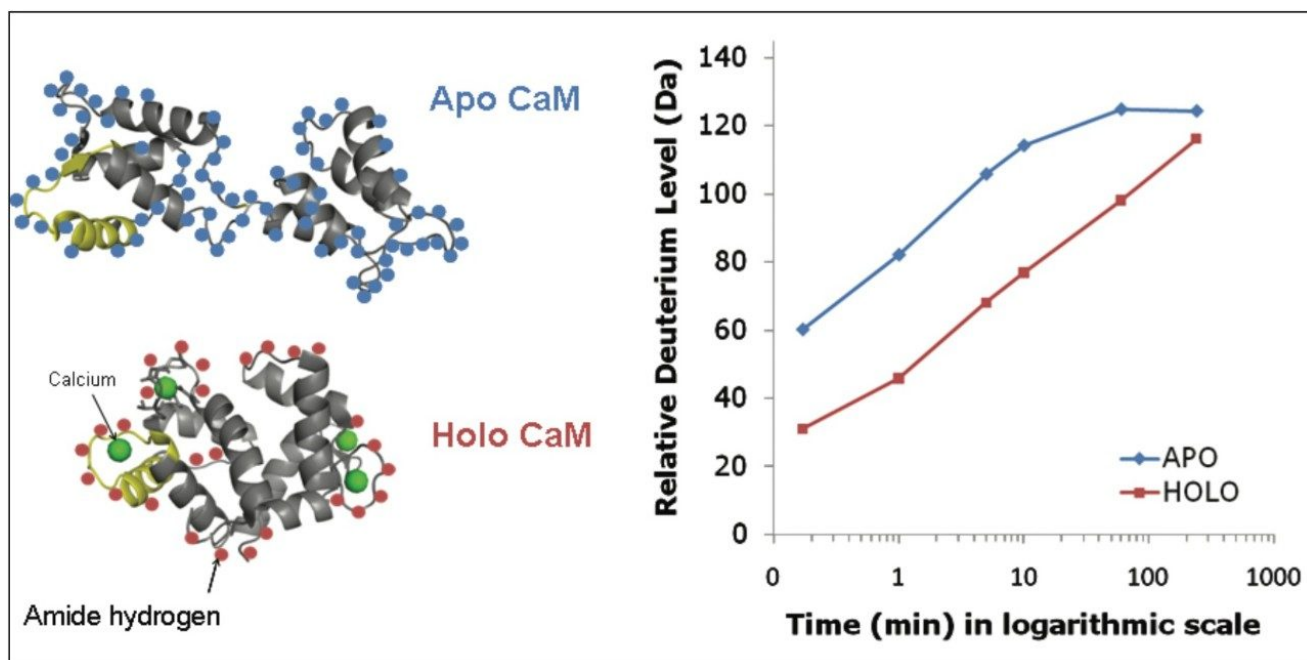 Apo CaM
Calcium
Holo CaM
Amide hydrogen
Relative Deuterium Level (Da)
140
120
100
80
60
40
20
0
APO
HOLO
0 1 10 100 1000
Time (min) in logarithmic scale